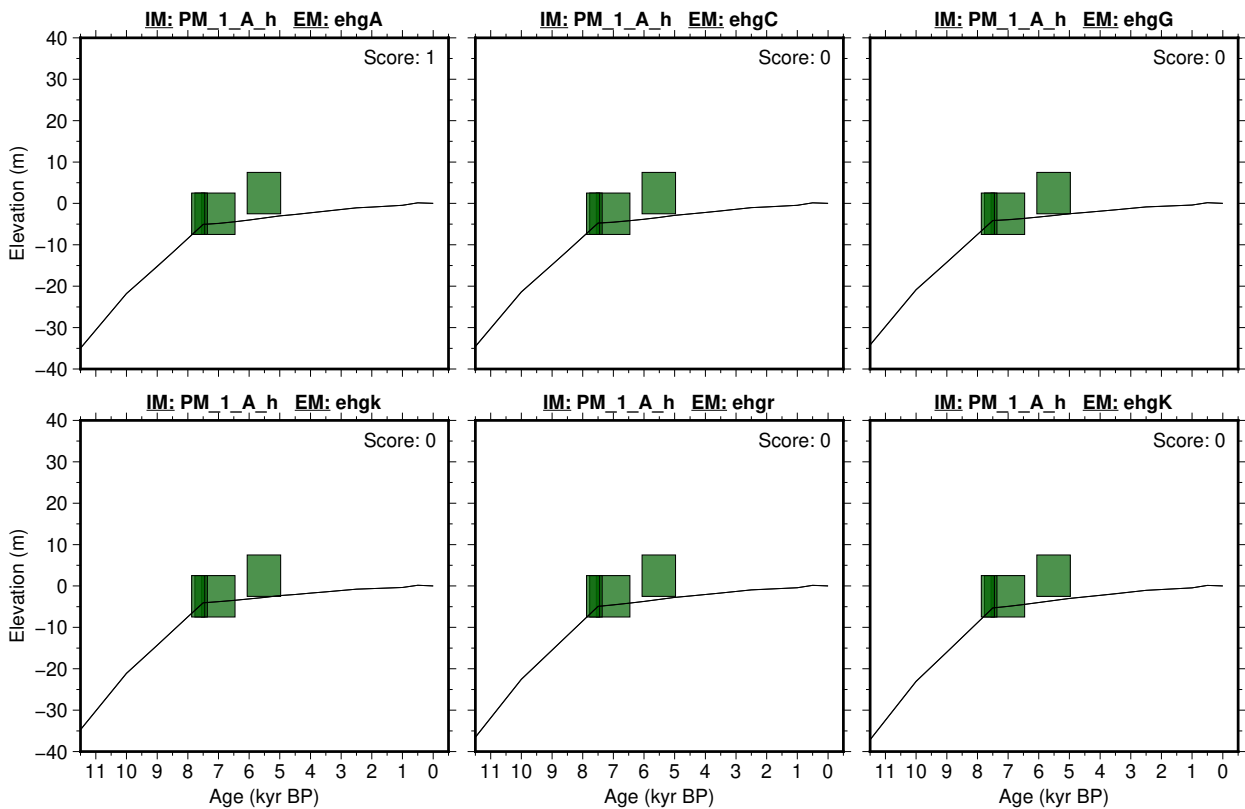 IM: PM_1_A_h EM: ehgA
IM: PM_1_A_h EM: ehgC
IM: PM_1_A_h EM: ehgG
40
30
20
10
0
−10
−20
−30
−40
Elevation (m)
Score: 1
Score: 0
Score: 0
IM: PM_1_A_h EM: ehgk
IM: PM_1_A_h EM: ehgr
IM: PM_1_A_h EM: ehgK
40
30
20
10
0
−10
−20
−30
−40
Elevation (m)
Score: 0
Score: 0
Score: 0
11 10 9 8 7 6 5 4 3 2 1 0
11 10 9 8 7 6 5 4 3 2 1 0
11 10 9 8 7 6 5 4 3 2 1 0
Age (kyr BP)
Age (kyr BP)
Age (kyr BP)